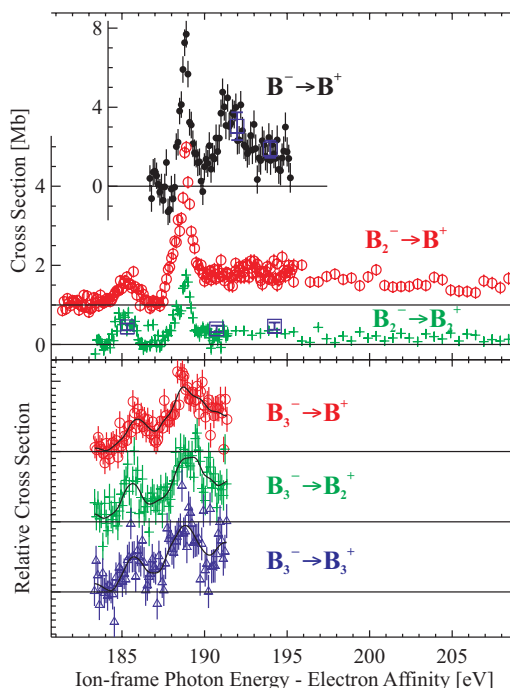 8
B⁻→B⁺
4
Cross Section [Mb]
0
4
B₂⁻→B⁺
2
B₂⁻→B₂⁺
0
B₃⁻→B⁺
B₃⁻→B₂⁺
Relative Cross Section
B₃⁻→B₃⁺
185 190 195 200 205
Ion-frame Photon Energy - Electron Affinity [eV]